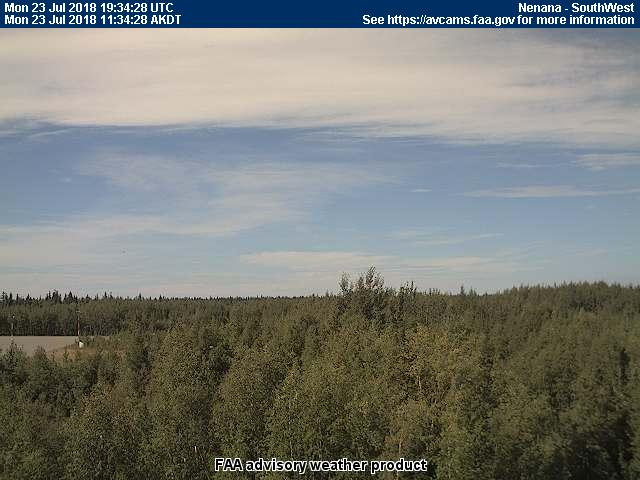 Mon 23 Jul 2018 19:34:28 UTC
Nenana - SouthWest
Mon 23 Jul 2018 11:34:28 AKDT
See https://avcams.faa.gov for more information
FAA advisory weather product